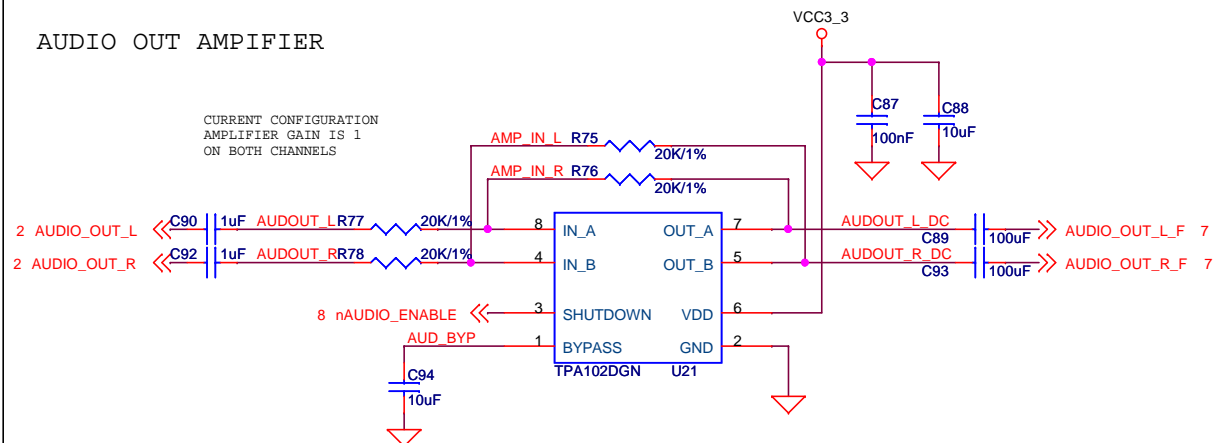 VCC3_3
AUDIO OUT AMPIFIER
C87
C88
100nF
10uF
CURRENT CONFIGURATION
AMPLIFIER GAIN IS 1
ON BOTH CHANNELS
AMP_IN_L R75
20K/1%
AMP_IN_R R76
20K/1%
2 AUDIO_OUT_L C90 1uF AUDOUT_L R77 20K/1% 8 IN_A OUT_A 7 AUDOUT_L_DC C89 100uF AUDIO_OUT_L_F 7
2 AUDIO_OUT_R C92 1uF AUDOUT_R R78 20K/1% 4 IN_B OUT_B 5 AUDOUT_R_DC C93 100uF AUDIO_OUT_R_F 7
8 nAUDIO_ENABLE 3 SHUTDOWN VDD 6
AUD_BYP 1 BYPASS GND 2
TPA102DGN U21
C94
10uF